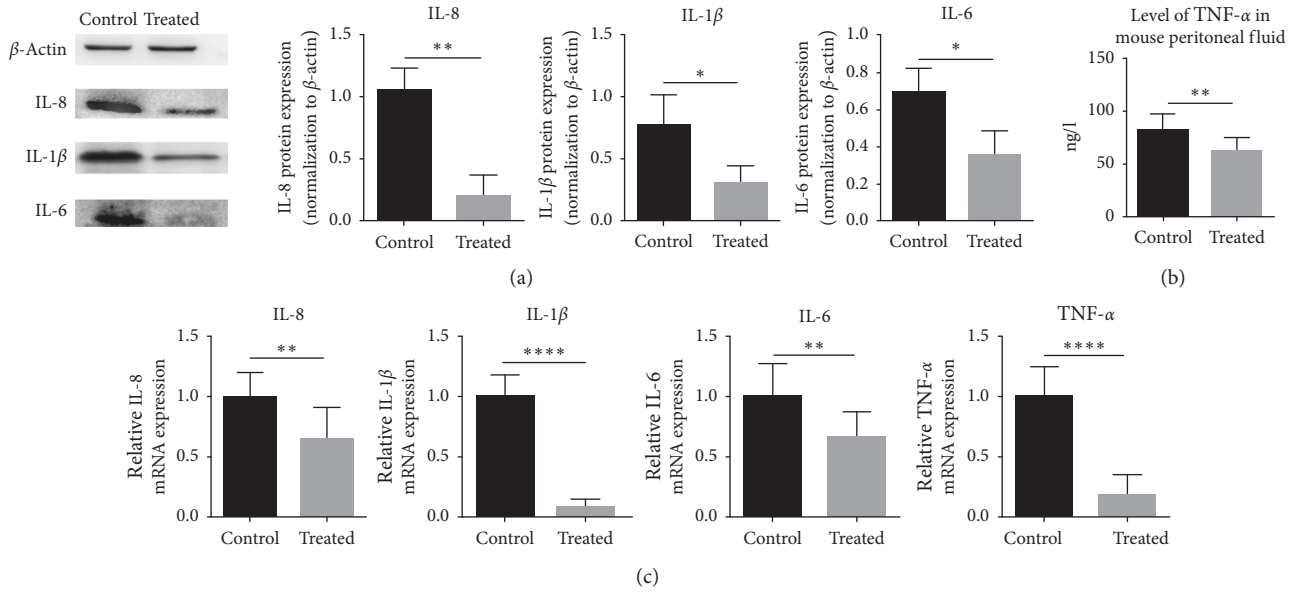 Control Treated
β-Actin
IL-8
IL-1β
IL-6
IL-8
IL-8 protein expression
(normalization to β-actin)
1.5
1.0
0.5
0.0
**
Control Treated
IL-1β
IL-1β protein expression
(normalization to β-actin)
1.5
1.0
0.5
0.0
*
Control Treated
IL-6
IL-6 protein expression
(normalization to β-actin)
1.0
0.8
0.6
0.4
0.2
0.0
*
Control Treated
(a)
Level of TNF-α in
mouse peritoneal fluid
ng/l
150
100
50
0
**
Control Treated
(b)
IL-8
Relative IL-8
mRNA expression
1.5
1.0
0.5
0.0
**
Control Treated
IL-1β
Relative IL-1β
mRNA expression
1.5
1.0
0.5
0.0
****
Control Treated
IL-6
Relative IL-6
mRNA expression
1.5
1.0
0.5
0.0
**
Control Treated
TNF-α
Relative TNF-α
mRNA expression
1.5
1.0
0.5
0.0
****
Control Treated
(c)